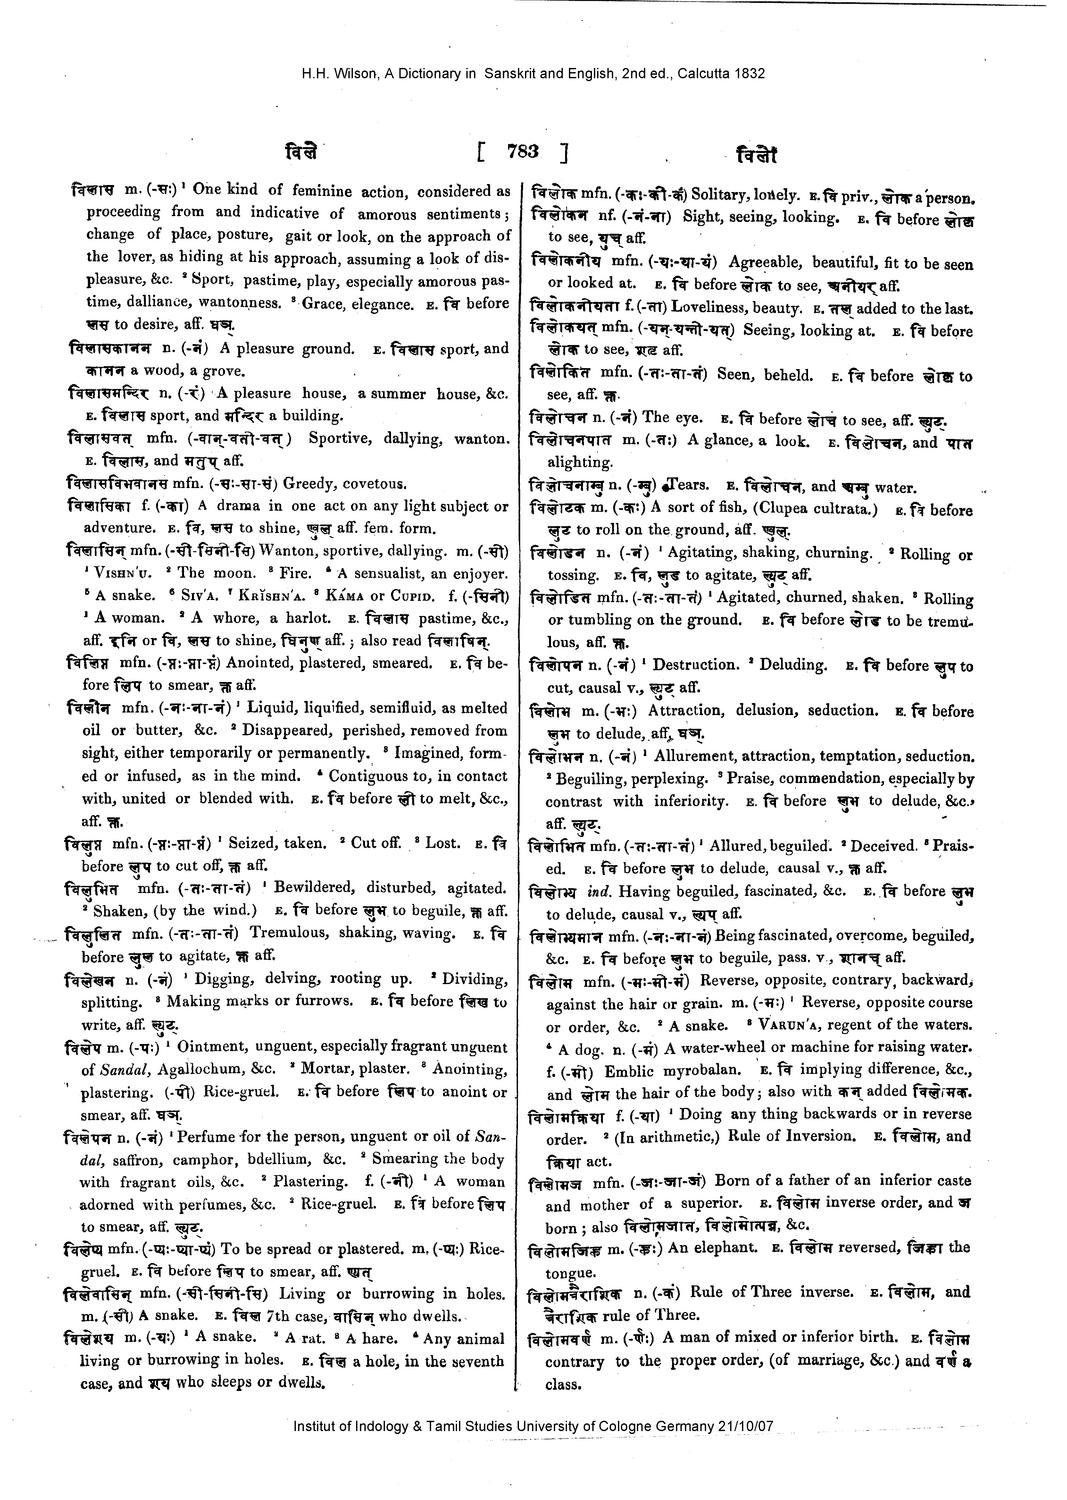 H.H. Wilson, A Dictionary in Sanskrit and English, 2nd ed., Calcutta 1832
विले
[ 783 ]
विलो
विलास m. (-सः) ¹ One kind of feminine action, considered as
proceeding from and indicative of amorous sentiments;
change of place, posture, gait or look, on the approach of
the lover, as hiding at his approach, assuming a look of dis-
pleasure, &c. ² Sport, pastime, play, especially amorous pas-
time, dalliance, wantonness. ³ Grace, elegance. E. वि before
लस to desire, aff. घञ्.
विलासकानन n. (-नं) A pleasure ground. E. विलास sport, and
कानन a wood, a grove.
विलासमन्दिर n. (-रं) A pleasure house, a summer house, &c.
E. विलास sport, and मन्दिर a building.
विलासवत् mfn. (-वान्-वती-वत्) Sportive, dallying, wanton.
E. विलास, and मतुप् aff.
विलासविभवानस mfn. (-सः-सा-सं) Greedy, covetous.
विलासिका f. (-का) A drama in one act on any light subject or
adventure. E. वि, लस to shine, ण्वुल् aff. fem. form.
विलासिन् mfn. (-सी-सिनी-सि) Wanton, sportive, dallying. m. (-सी)
¹ VISHN'U. ² The moon. ³ Fire. ⁴ A sensualist, an enjoyer.
⁵ A snake. ⁶ SIV'A. ⁷ KRĬSHN'A. ⁸ KÁMA or CUPID. f. (-सिनी)
¹ A woman. ² A whore, a harlot. E. विलास pastime, &c.,
aff. इनि or वि, लस to shine, घिनुण् aff.; also read विलाषिन्.
विलिप्त mfn. (-प्तः-प्ता-प्तं) Anointed, plastered, smeared. E. वि be-
fore लिप to smear, क्त aff.
विलीन mfn. (-नः-ना-नं) ¹ Liquid, liquified, semifluid, as melted
oil or butter, &c. ² Disappeared, perished, removed from
sight, either temporarily or permanently. ³ Imagined, form-
ed or infused, as in the mind. ⁴ Contiguous to, in contact
with, united or blended with. E. वि before ली to melt, &c.,
aff. क्त.
विलुप्त mfn. (-प्तः-प्ता-प्तं) ¹ Seized, taken. ² Cut off. ³ Lost. E. वि
before लुप to cut off, क्त aff.
विलुभित mfn. (-तः-ता-तं) ¹ Bewildered, disturbed, agitated.
² Shaken, (by the wind.) E. वि before लुभ to beguile, क्त aff.
विलुलित mfn. (-तः-ता-तं) Tremulous, shaking, waving. E. वि
before लुल to agitate, क्त aff.
विलेखन n. (-नं) ¹ Digging, delving, rooting up. ² Dividing,
splitting. ³ Making marks or furrows. E. वि before लिख to
write, aff. ल्युट्.
विलेप m. (-पः) ¹ Ointment, unguent, especially fragrant unguent
of Sandal, Agallochum, &c. ² Mortar, plaster. ³ Anointing,
plastering. (-पी) Rice-gruel. E. वि before लिप to anoint or
smear, aff. घञ्.
विलेपन n. (-नं) ¹ Perfume for the person, unguent or oil of San-
dal, saffron, camphor, bdellium, &c. ² Smearing the body
with fragrant oils, &c. ² Plastering. f. (-नी) ¹ A woman
adorned with perfumes, &c. ² Rice-gruel. E. वि before लिप
to smear, aff. ल्युट्.
विलेप्य mfn. (-प्यः-प्या-प्यं) To be spread or plastered. m. (-प्यः) Rice-
gruel. E. वि before लिप to smear, aff. ण्यत्
विलेवासिन् mfn. (-सी-सिनी-सि) Living or burrowing in holes.
m. (-सी) A snake. E. विल 7th case, वासिन् who dwells.
विलेशय m. (-यः) ¹ A snake. ² A rat. ³ A hare. ⁴ Any animal
living or burrowing in holes. E. विल a hole, in the seventh
case, and शय who sleeps or dwells.
विलोक mfn. (-कः-की-कं) Solitary, lonely. E. वि priv., लोक a person.
विलोकन nf. (-नं-ना) Sight, seeing, looking. E. वि before लोक
to see, युच् aff.
विलोकनीय mfn. (-यः-या-यं) Agreeable, beautiful, fit to be seen
or looked at. E. वि before लोक to see, अनीयर् aff.
विलोकनीयता f. (-ता) Loveliness, beauty. E. तल् added to the last.
विलोकयत् mfn. (-यन्-यन्ती-यत्) Seeing, looking at. E. वि before
लोक to see, शतृ aff.
विलोकित mfn. (-तः-ता-तं) Seen, beheld. E. वि before लोक to
see, aff. क्त.
विलोचन n. (-नं) The eye. E. वि before लोच to see, aff. ल्युट्.
विलोचनपात m. (-तः) A glance, a look. E. विलोचन, and पात
alighting.
विलोचनाम्बु n. (-म्बु) Tears. E. विलोचन, and अम्बु water.
विलोटक m. (-कः) A sort of fish, (Clupea cultrata.) E. वि before
लुट to roll on the ground, aff. ण्वुल्.
विलोडन n. (-नं) ¹ Agitating, shaking, churning. ² Rolling or
tossing. E. वि, लुड to agitate, ल्युट् aff.
विलोडित mfn. (-तः-ता-तं) ¹ Agitated, churned, shaken. ² Rolling
or tumbling on the ground. E. वि before लोड to be tremu-
lous, aff. क्त.
विलोपन n. (-नं) ¹ Destruction. ² Deluding. E. वि before लुप to
cut, causal v., ल्युट् aff.
विलोभ m. (-भः) Attraction, delusion, seduction. E. वि before
लुभ to delude, aff. घञ्.
विलोभन n. (-नं) ¹ Allurement, attraction, temptation, seduction.
² Beguiling, perplexing. ³ Praise, commendation, especially by
contrast with inferiority. E. वि before लुभ to delude, &c.,
aff. ल्युट्.
विलोभित mfn. (-तः-ता-तं) ¹ Allured, beguiled. ² Deceived. ³ Prais-
ed. E. वि before लुभ to delude, causal v., क्त aff.
विलोभ्य ind. Having beguiled, fascinated, &c. E. वि before लुभ
to delude, causal v., ल्यप् aff.
विलोभ्यमान mfn. (-नः-ना-नं) Being fascinated, overcome, beguiled,
&c. E. वि before लुभ to beguile, pass. v., शानच् aff.
विलोम mfn. (-मः-मी-मं) Reverse, opposite, contrary, backward,
against the hair or grain. m. (-मः) ¹ Reverse, opposite course
or order, &c. ² A snake. ³ VARUN'A, regent of the waters.
⁴ A dog. n. (-मं) A water-wheel or machine for raising water.
f. (-मी) Emblic myrobalan. E. वि implying difference, &c.,
and लोम the hair of the body; also with कन् added विलोमक.
विलोमक्रिया f. (-या) ¹ Doing any thing backwards or in reverse
order. ² (In arithmetic,) Rule of Inversion. E. विलोम, and
क्रिया act.
विलोमज mfn. (-जः-जा-जं) Born of a father of an inferior caste
and mother of a superior. E. विलोम inverse order, and ज
born; also विलोमजात, विलोमोत्पन्न, &c.
विलोमजिह्व m. (-ह्वः) An elephant. E. विलोम reversed, जिह्वा the
tongue.
विलोमत्रैराशिक n. (-कं) Rule of Three inverse. E. विलोम, and
त्रैराशिक rule of Three.
विलोमवर्ण m. (-र्णः) A man of mixed or inferior birth. E. विलोम
contrary to the proper order, (of marriage, &c.) and वर्ण a
class.
Institut of Indology & Tamil Studies University of Cologne Germany 21/10/07